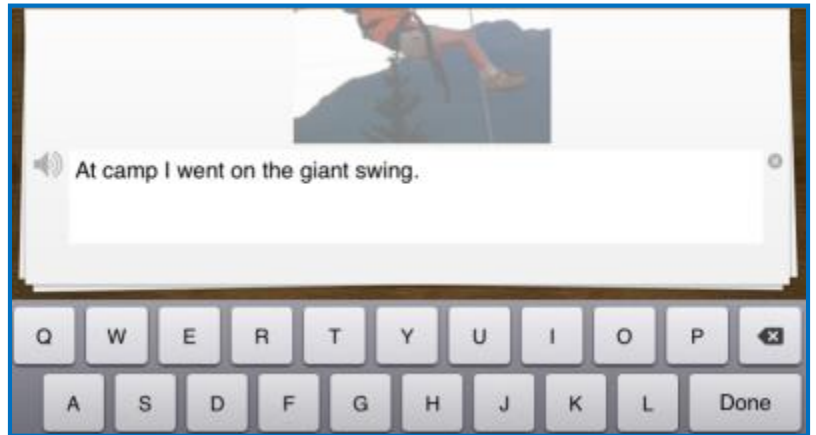 At camp I went on the giant swing.
Q W E R T Y U I O P
A S D F G H J K L Done